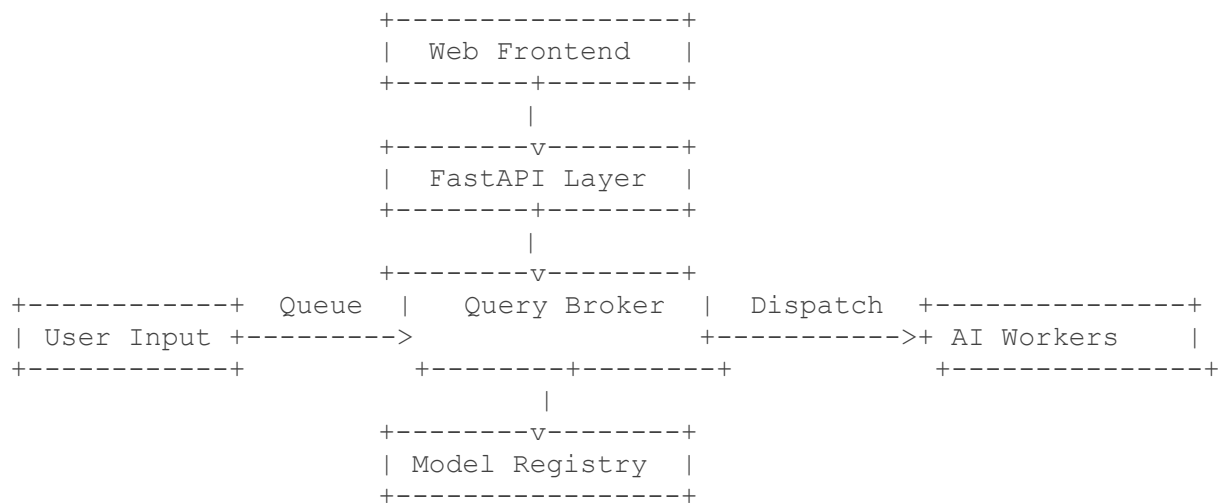 Web Frontend
FastAPI Layer
Queue Query Broker Dispatch
User Input AI Workers
Model Registry